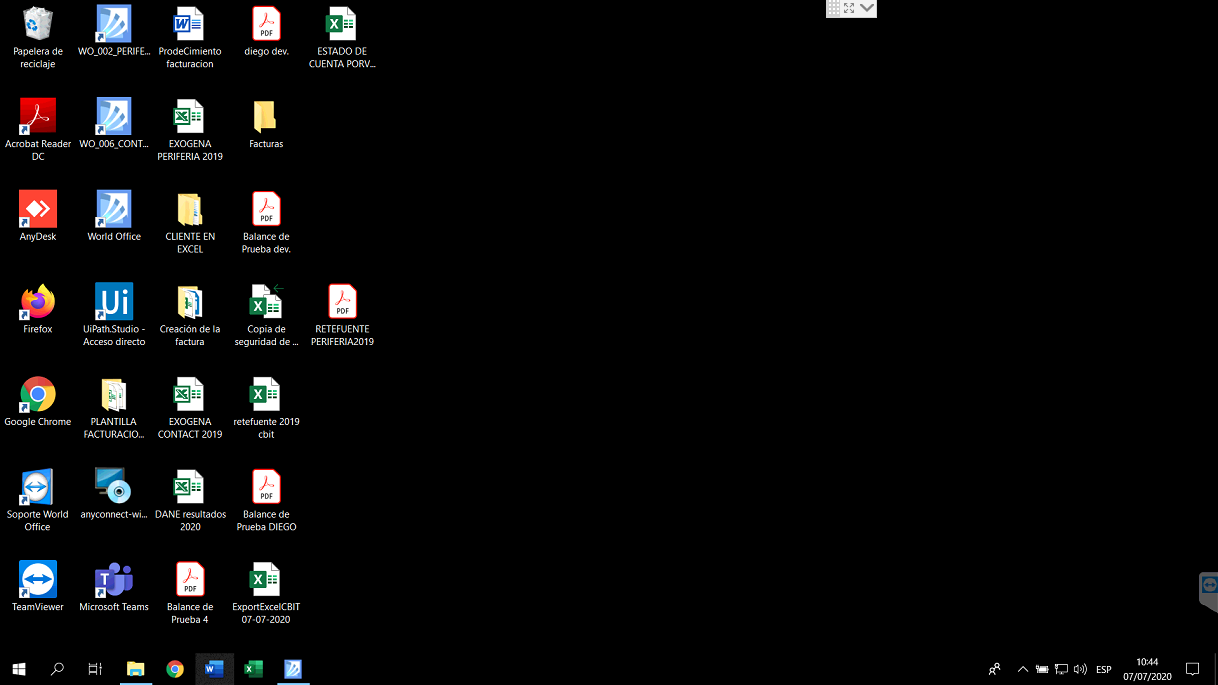 Papelera de
reciclaje
WO_002_PERIFE...
ProdeCimiento
facturacion
PDF
diego dev.
ESTADO DE
CUENTA PORV...
Acrobat Reader
DC
WO_006_CONT...
EXOGENA
PERIFERIA 2019
Facturas
AnyDesk
World Office
CLIENTE EN
EXCEL
PDF
Balance de
Prueba dev.
Firefox
Ui
UiPath.Studio -
Acceso directo
Creación de la
factura
Copia de
seguridad de ...
PDF
RETEFUENTE
PERIFERIA2019
Google Chrome
PLANTILLA
FACTURACIO...
EXOGENA
CONTACT 2019
retefuente 2019
cbit
Soporte World
Office
anyconnect-wi...
DANE resultados
2020
PDF
Balance de
Prueba DIEGO
TeamViewer
Microsoft Teams
PDF
Balance de
Prueba 4
ExportExcelCBIT
07-07-2020
ESP
10:44
07/07/2020